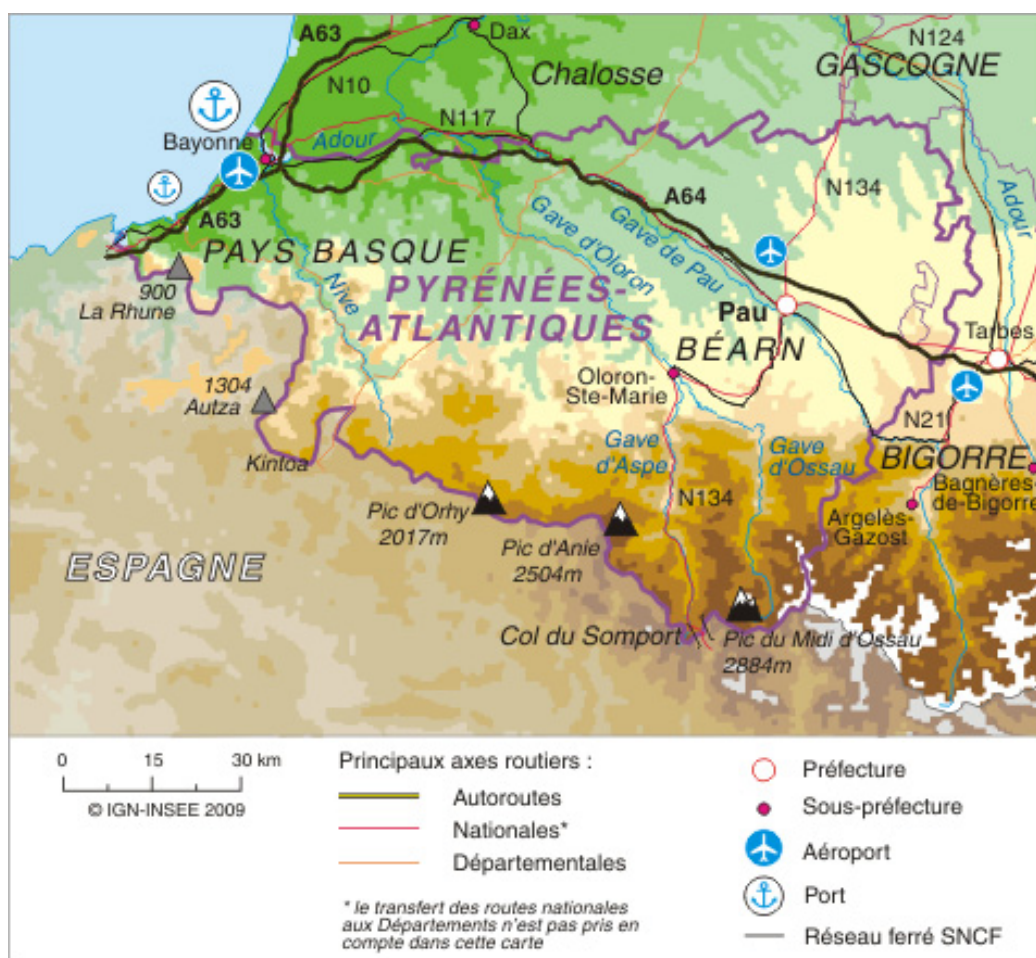 A63
Dax
N124
GASCOGNE
Chalosse
N10
N117
Bayonne
Adour
N134
A64
Adour
A63
PAYS BASQUE
Gave d'Oloron
Gave de Pau
900
La Rhune
Nive
PYRÉNÉES-
ATLANTIQUES
Pau
Tarbes
BÉARN
1304
Autza
Oloron-
Ste-Marie
N21
Kintoa
Gave
d'Aspe
Gave
d'Ossau
BIGORRE
Bagnères-
de-Bigorre
Pic d'Orhy
2017m
N134
Argelès-
Gazost
Pic d'Anie
2504m
ESPAGNE
Col du Somport
Pic du Midi d'Ossau
2884m
0 15 30 km
© IGN-INSEE 2009
Principaux axes routiers :
Autoroutes
Nationales*
Départementales
* le transfert des routes nationales
aux Départements n'est pas pris en
compte dans cette carte
Préfecture
Sous-préfecture
Aéroport
Port
Réseau ferré SNCF